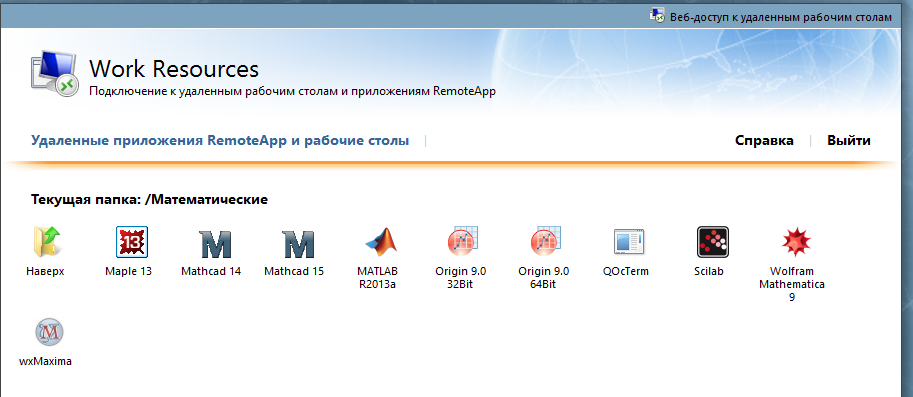 Веб-доступ к удаленным рабочим столам
Work Resources
Подключение к удаленным рабочим столам и приложениям RemoteApp
Удаленные приложения RemoteApp и рабочие столы
Справка
Выйти
Текущая папка: /Математические
13
M
M
Наверх
Maple 13
Mathcad 14
Mathcad 15
MATLAB
R2013a
Origin 9.0
32Bit
Origin 9.0
64Bit
QOcTerm
Scilab
Wolfram
Mathematica
9
M
wxMaxima